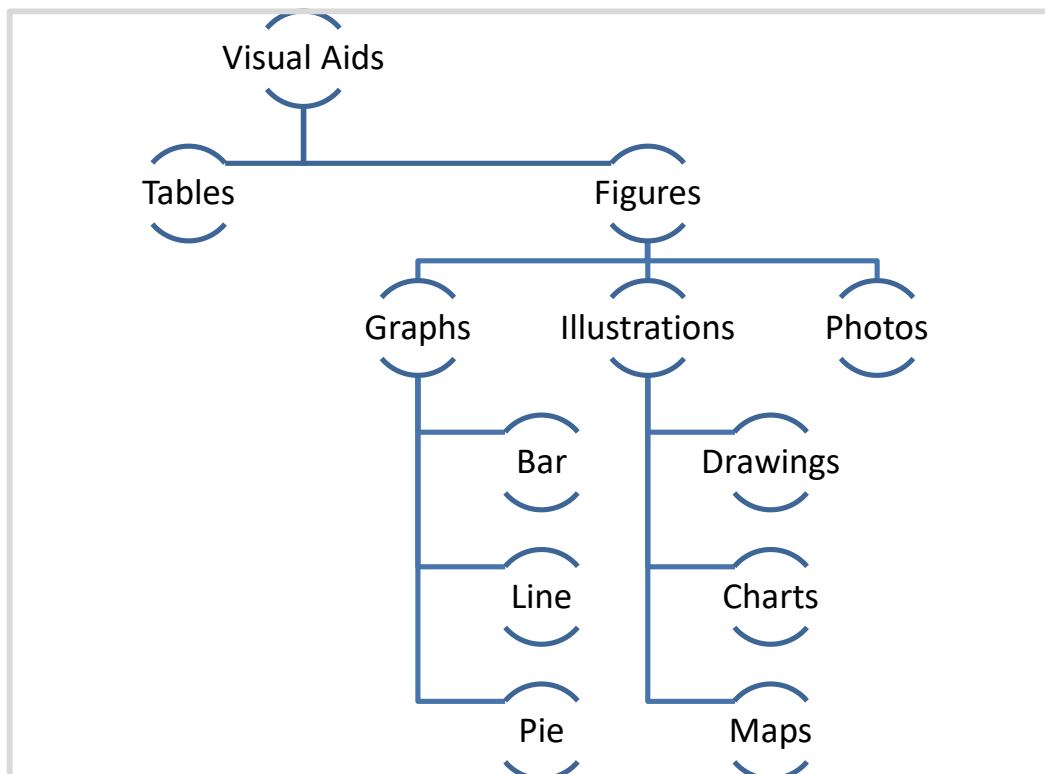 Visual Aids
Tables
Figures
Graphs
Illustrations
Photos
Bar
Drawings
Line
Charts
Pie
Maps